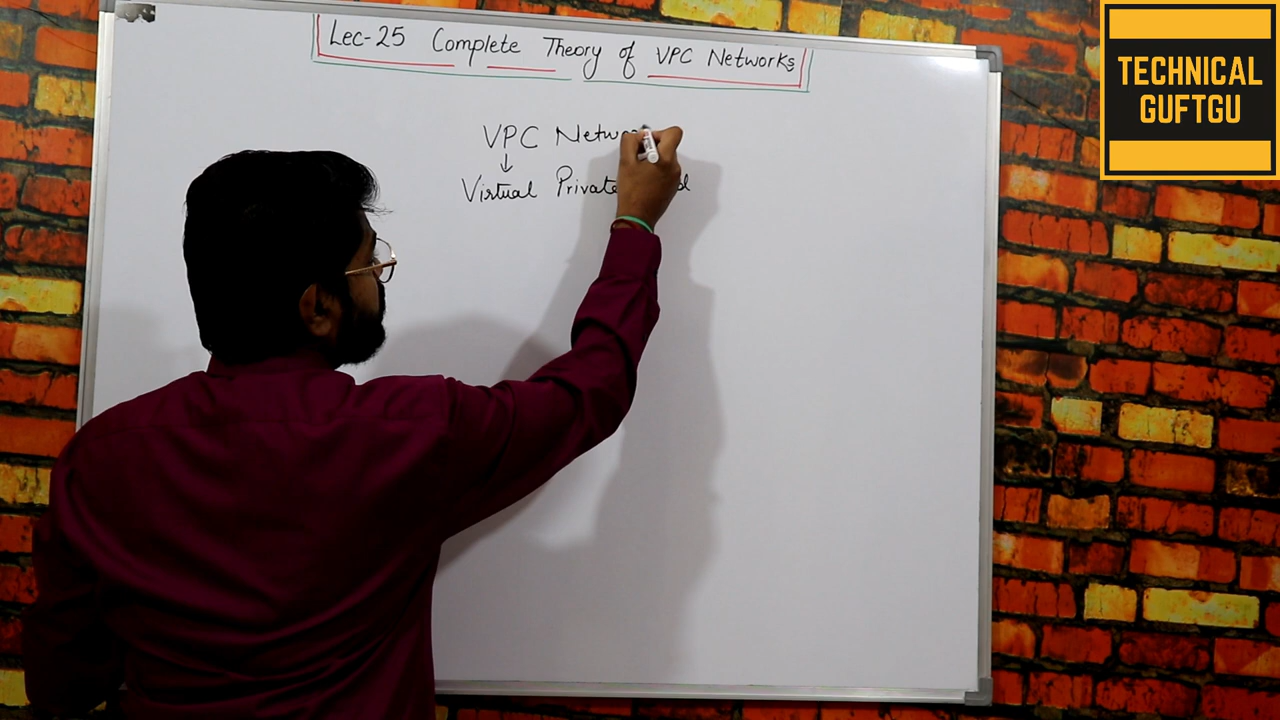 Lec-25 Complete Theory of VPC Networks
VPC
Virtual Private
TECHNICAL
GUFTGU